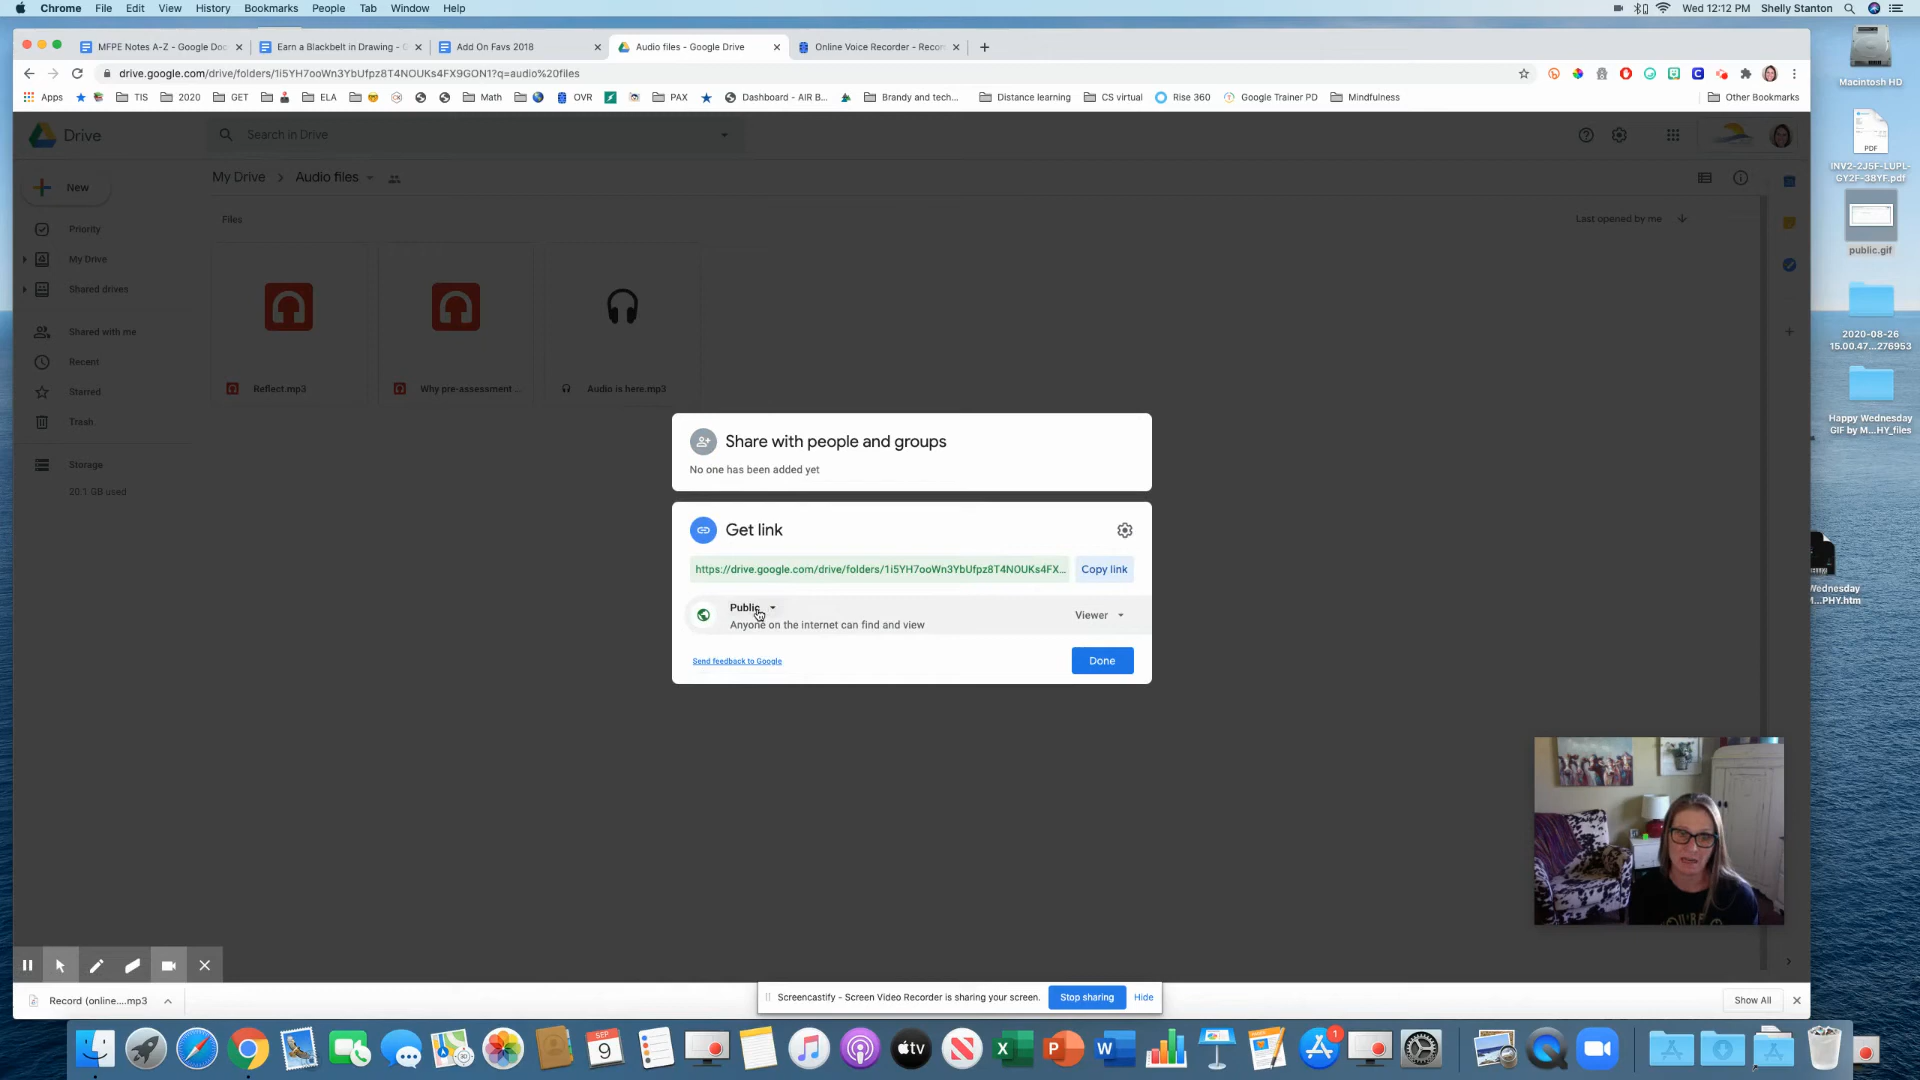 Chrome File Edit View History Bookmarks People Tab Window Help Wed 12:12 PM Shelly Stanton
MFPE Notes A-Z - Google Doc Earn a Blackbelt in Drawing - G Add On Favs 2018 Audio files - Google Drive Online Voice Recorder - Recor
drive.google.com/drive/folders/1i5YH7ooWn3YbUfpz8T4NOUKs4FX9GON1?q=audio%20files
Apps TIS 2020 GET ELA Math OVR PAX Dashboard - AIR B... Brandy and tech... Distance learning CS virtual Rise 360 Google Trainer PD Mindfulness Other Bookmarks
Drive Search in Drive
My Drive > Audio files
New
Files Last opened by me
Priority
My Drive
Shared drives
Shared with me
Recent
Starred
Trash
Storage
20.1 GB used
Reflect.mp3 Why pre-assessment ... Audio is here.mp3
Share with people and groups
No one has been added yet
Get link
https://drive.google.com/drive/folders/1i5YH7ooWn3YbUfpz8T4NOUKs4FX... Copy link
Public
Anyone on the internet can find and view
Viewer
Send feedback to Google Done
Macintosh HD
PDF
INV2-2J5F-LUPL-
GY2F-38YF.pdf
public.gif
2020-08-26
15.00.47...276953
Happy Wednesday
GIF by M...HY_files
Wednesday
M...PHY.htm
Record (online....mp3
Screencastify - Screen Video Recorder is sharing your screen. Stop sharing Hide
Show All
SEP
9
tv
X
P
W
1